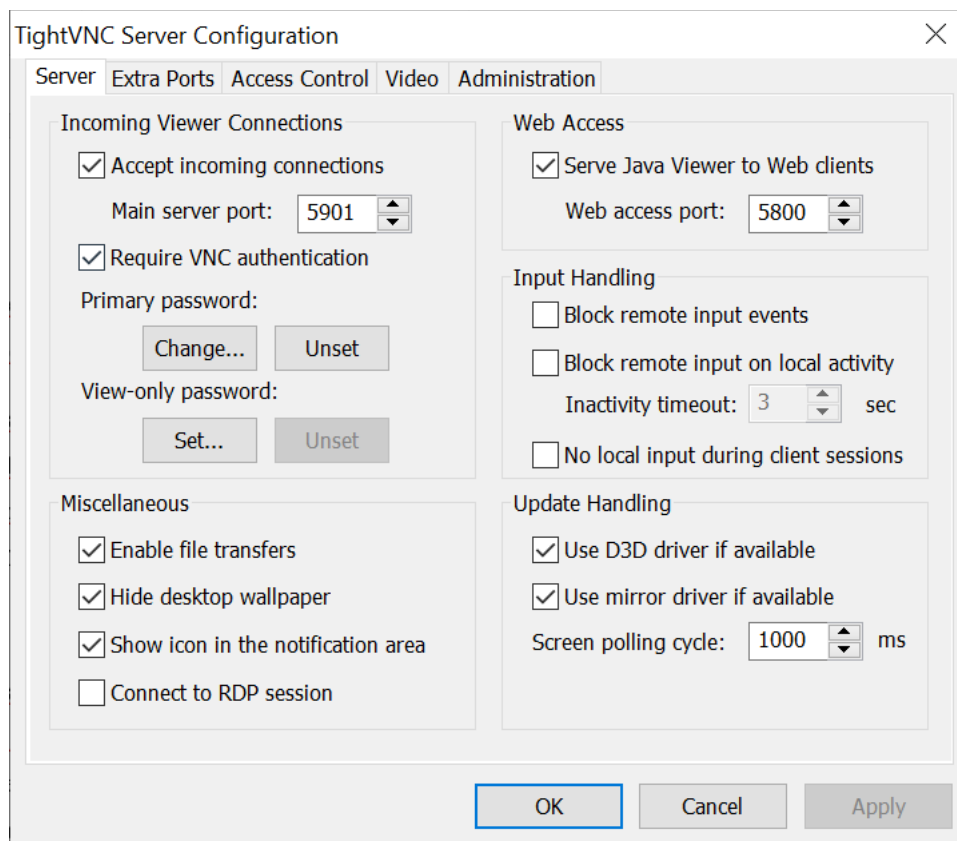 TightVNC Server Configuration
Server Extra Ports Access Control Video Administration
Incoming Viewer Connections
Accept incoming connections
Main server port: 5901
Require VNC authentication
Primary password:
Change... Unset
View-only password:
Set... Unset
Miscellaneous
Enable file transfers
Hide desktop wallpaper
Show icon in the notification area
Connect to RDP session
Web Access
Serve Java Viewer to Web clients
Web access port: 5800
Input Handling
Block remote input events
Block remote input on local activity
Inactivity timeout: 3 sec
No local input during client sessions
Update Handling
Use D3D driver if available
Use mirror driver if available
Screen polling cycle: 1000 ms
OK Cancel Apply